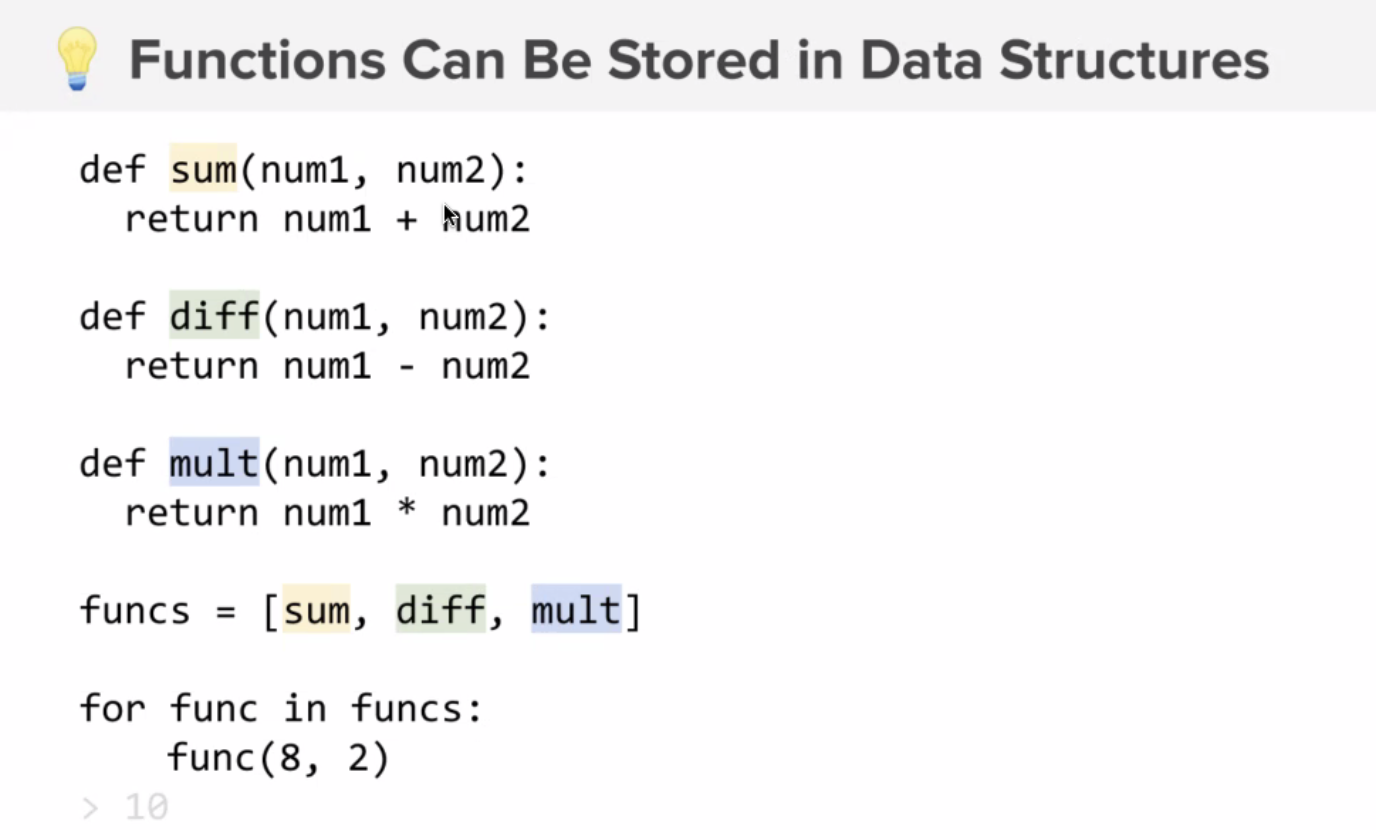 Functions Can Be Stored in Data Structures
def sum(num1, num2):
  return num1 + num2
def diff(num1, num2):
  return num1 - num2
def mult(num1, num2):
  return num1 * num2
funcs = [sum, diff, mult]
for func in funcs:
    func(8, 2)
> 10